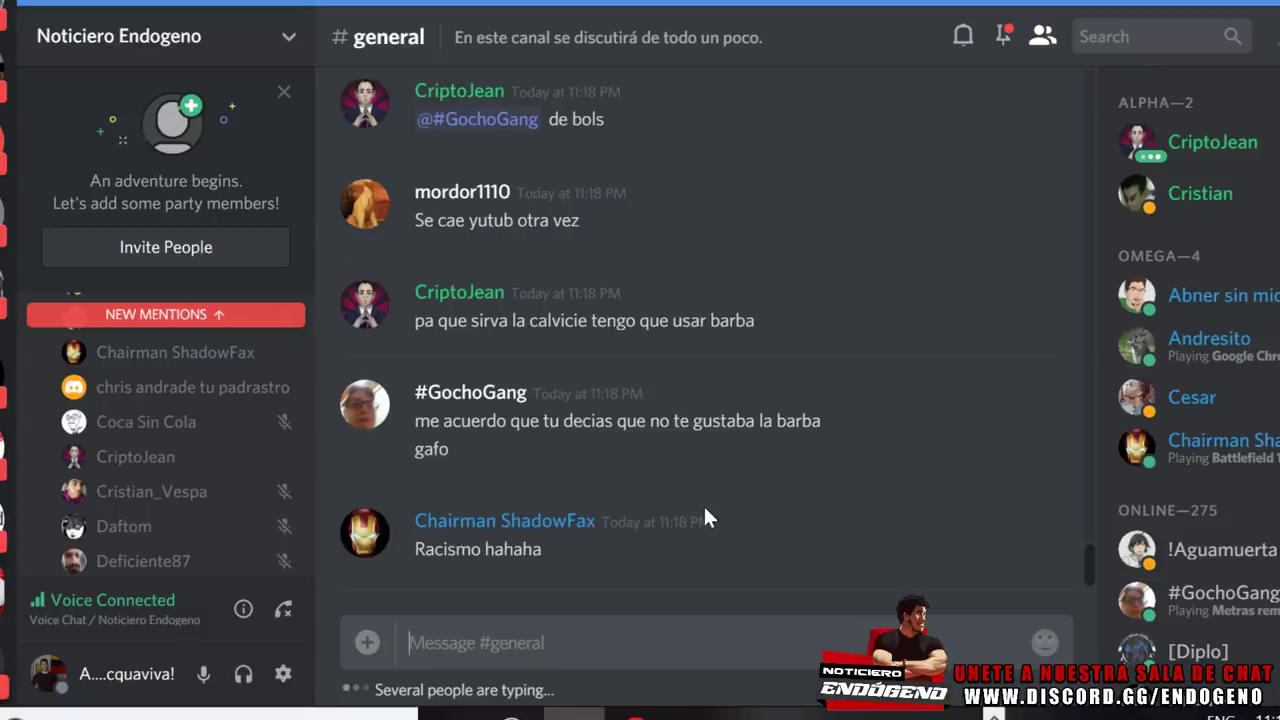 Noticiero Endogeno
# general
En este canal se discutirá de todo un poco.
Search
An adventure begins.
Let's add some party members!
Invite People
NEW MENTIONS ↑
Chairman ShadowFax
chris andrade tu padrastro
Coca Sin Cola
CriptoJean
Cristian_Vespa
Daftom
Deficiente87
Voice Connected
Voice Chat / Noticiero Endogeno
A....cquaviva!
CriptoJean Today at 11:18 PM
@#GochoGang de bols
mordor1110 Today at 11:18 PM
Se cae yutub otra vez
CriptoJean Today at 11:18 PM
pa que sirva la calvicie tengo que usar barba
#GochoGang Today at 11:18 PM
me acuerdo que tu decias que no te gustaba la barba
gafo
Chairman ShadowFax Today at 11:18 P
Racismo hahaha
Message #general
Several people are typing...
ALPHA—2
CriptoJean
Cristian
OMEGA—4
Abner sin mic
Andresito
Playing Google Chr
Cesar
Chairman Sha
Playing Battlefield 1
ONLINE—275
!Aguamuerta
#GochoGang
Playing Metras rem
[Diplo]
NOTICIERO
ENDÓGENO
UNETE A NUESTRA SALA DE CHAT
WWW.DISCORD.GG/ENDOGENO